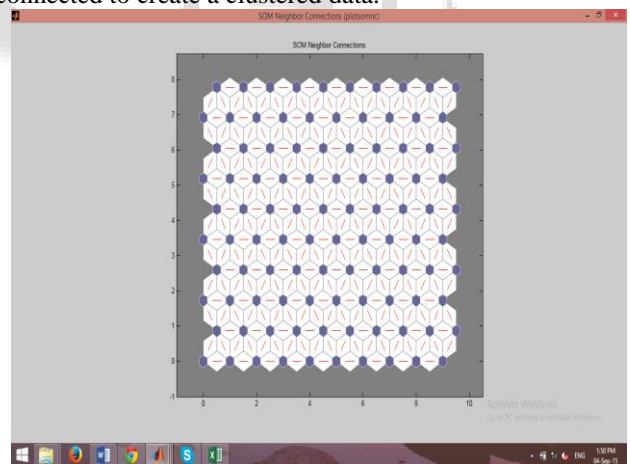 connected to create a clustered data.
SOM Neighbor Connections (plotsomnc)
SOM Neighbor Connections
8
7
6
5
4
3
2
1
0
-1
0 2 4 6 8 10
Activate Windows
Go to PC settings to activate Windows.
ENG
1:50 PM
04-Sep-15